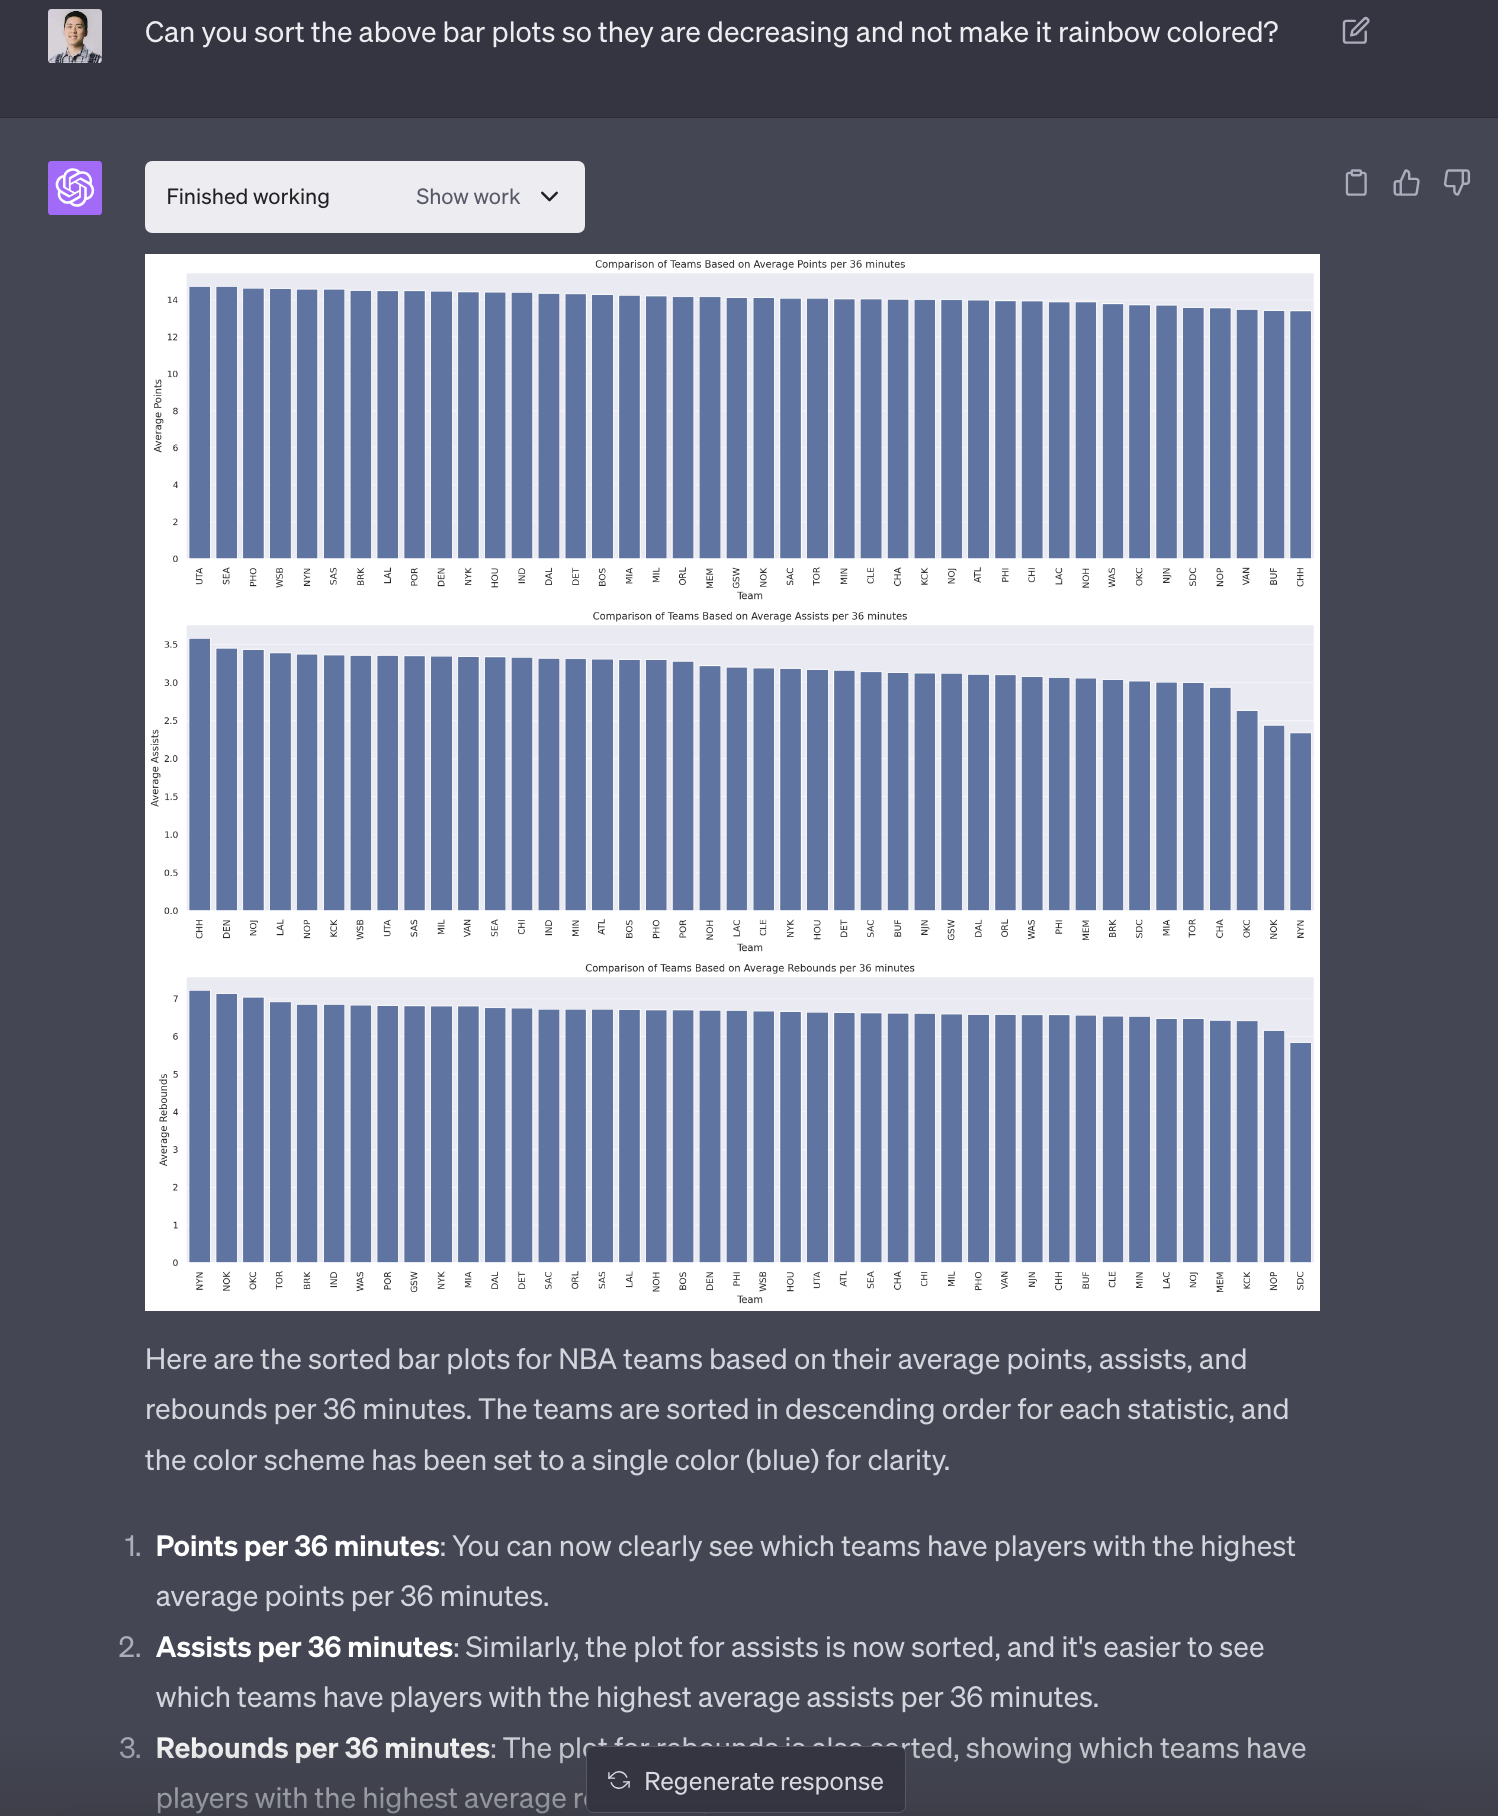 Can you sort the above bar plots so they are decreasing and not make it rainbow colored?
Finished working
Show work
Comparison of Teams Based on Average Points per 36 minutes
14
12
10
8
6
4
2
0
Average Points
UTA SEA PHO WSB NYN SAS BRK LAL POR DEN NYK HOU IND DAL DET BOS MIA MIL ORL MEM GSW NOK SAC TOR MIN CLE CHA KCK NOJ ATL PHI CHI LAC NOH WAS OKC NJN SDC NOP VAN BUF CHH
Team
Comparison of Teams Based on Average Assists per 36 minutes
3.5
3.0
2.5
2.0
1.5
1.0
0.5
0.0
Average Assists
CHH DEN NOJ LAL NOP KCK WSB UTA SAS MIL VAN SEA CHI IND MIN ATL BOS PHO POR NOH LAC CLE NYK HOU DET SAC BUF NJN GSW DAL ORL WAS PHI MEM BRK SDC MIA TOR CHA OKC NOK NYN
Team
Comparison of Teams Based on Average Rebounds per 36 minutes
7
6
5
4
3
2
1
0
Average Rebounds
NYN NOK OKC TOR BRK IND WAS POR GSW NYK MIA DAL DET SAC ORL SAS LAL NOH BOS DEN PHI WSB HOU UTA ATL SEA CHA CHI MIL PHO VAN NJN CHH BUF CLE MIN LAC NOJ MEM KCK NOP SDC
Team
Here are the sorted bar plots for NBA teams based on their average points, assists, and
rebounds per 36 minutes. The teams are sorted in descending order for each statistic, and
the color scheme has been set to a single color (blue) for clarity.
1. Points per 36 minutes: You can now clearly see which teams have players with the highest
average points per 36 minutes.
2. Assists per 36 minutes: Similarly, the plot for assists is now sorted, and it's easier to see
which teams have players with the highest average assists per 36 minutes.
3. Rebounds per 36 minutes: The plot for rebounds is also sorted, showing which teams have
players with the highest average
Regenerate response